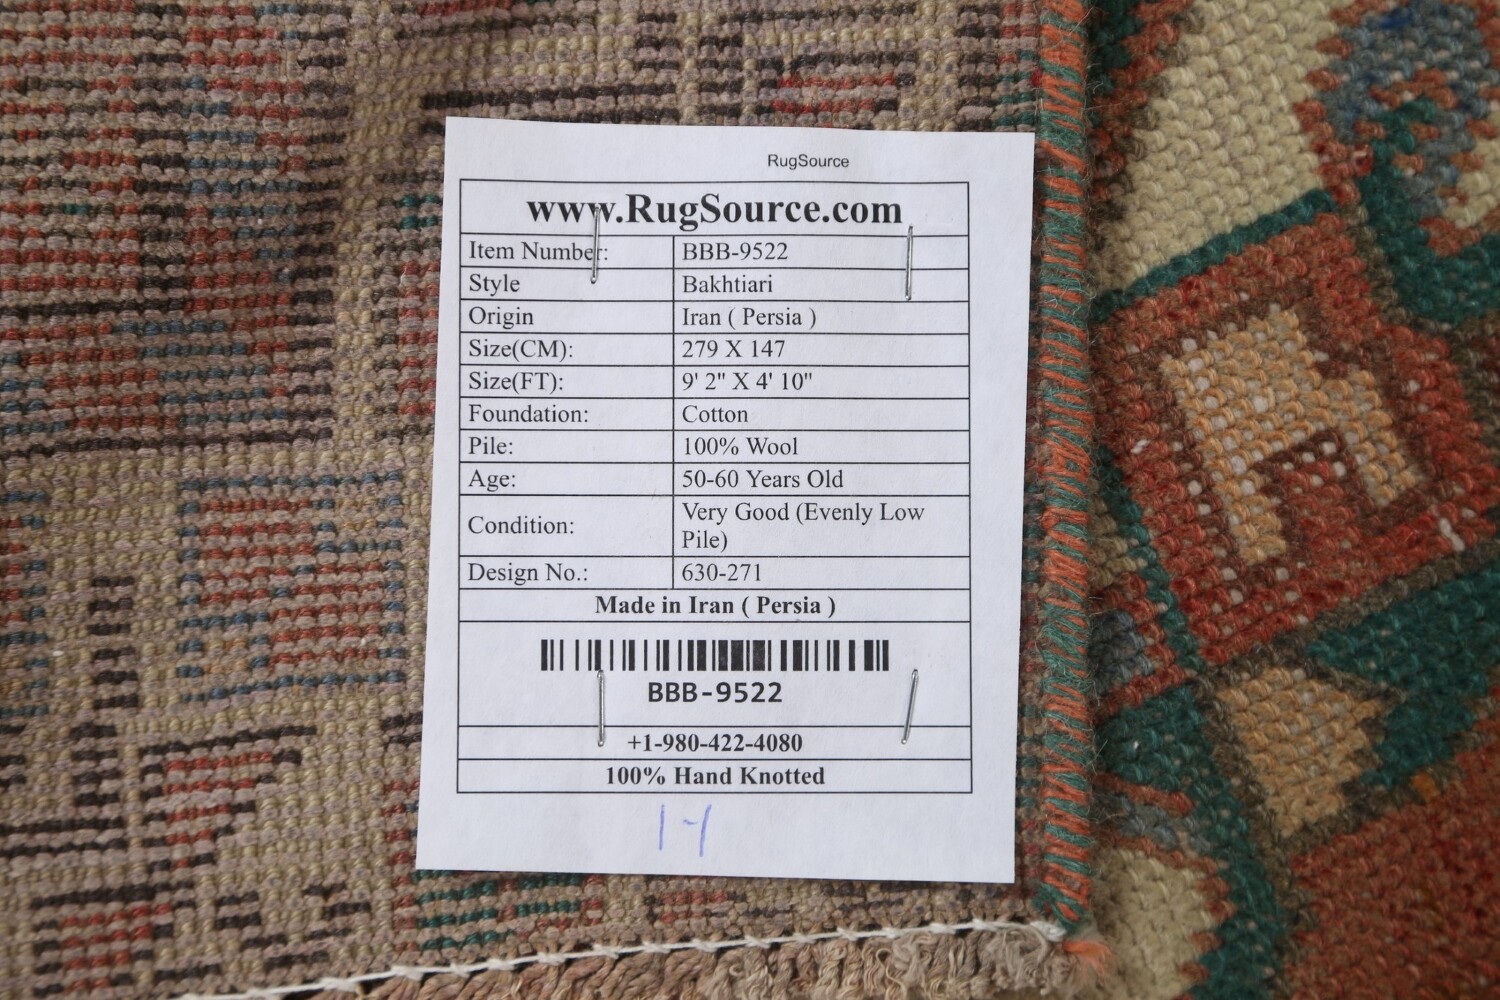 RugSource
www.RugSource.com
Item Number: BBB-9522
Style Bakhtiari
Origin Iran ( Persia )
Size(CM): 279 X 147
Size(FT): 9' 2" X 4' 10"
Foundation: Cotton
Pile: 100% Wool
Age: 50-60 Years Old
Condition: Very Good (Evenly Low
Pile)
Design No.: 630-271
Made in Iran ( Persia )
BBB-9522
+1-980-422-4080
100% Hand Knotted